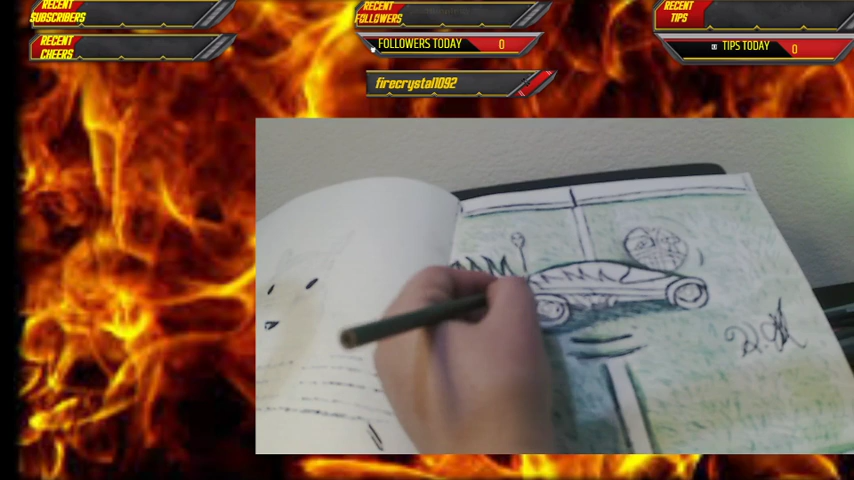 RECENT
SUBSCRIBERS
RECENT
CHEERS
RECENT
FOLLOWERS
FOLLOWERS TODAY 0
firecrystal1092
RECENT
TIPS
TIPS TODAY 0